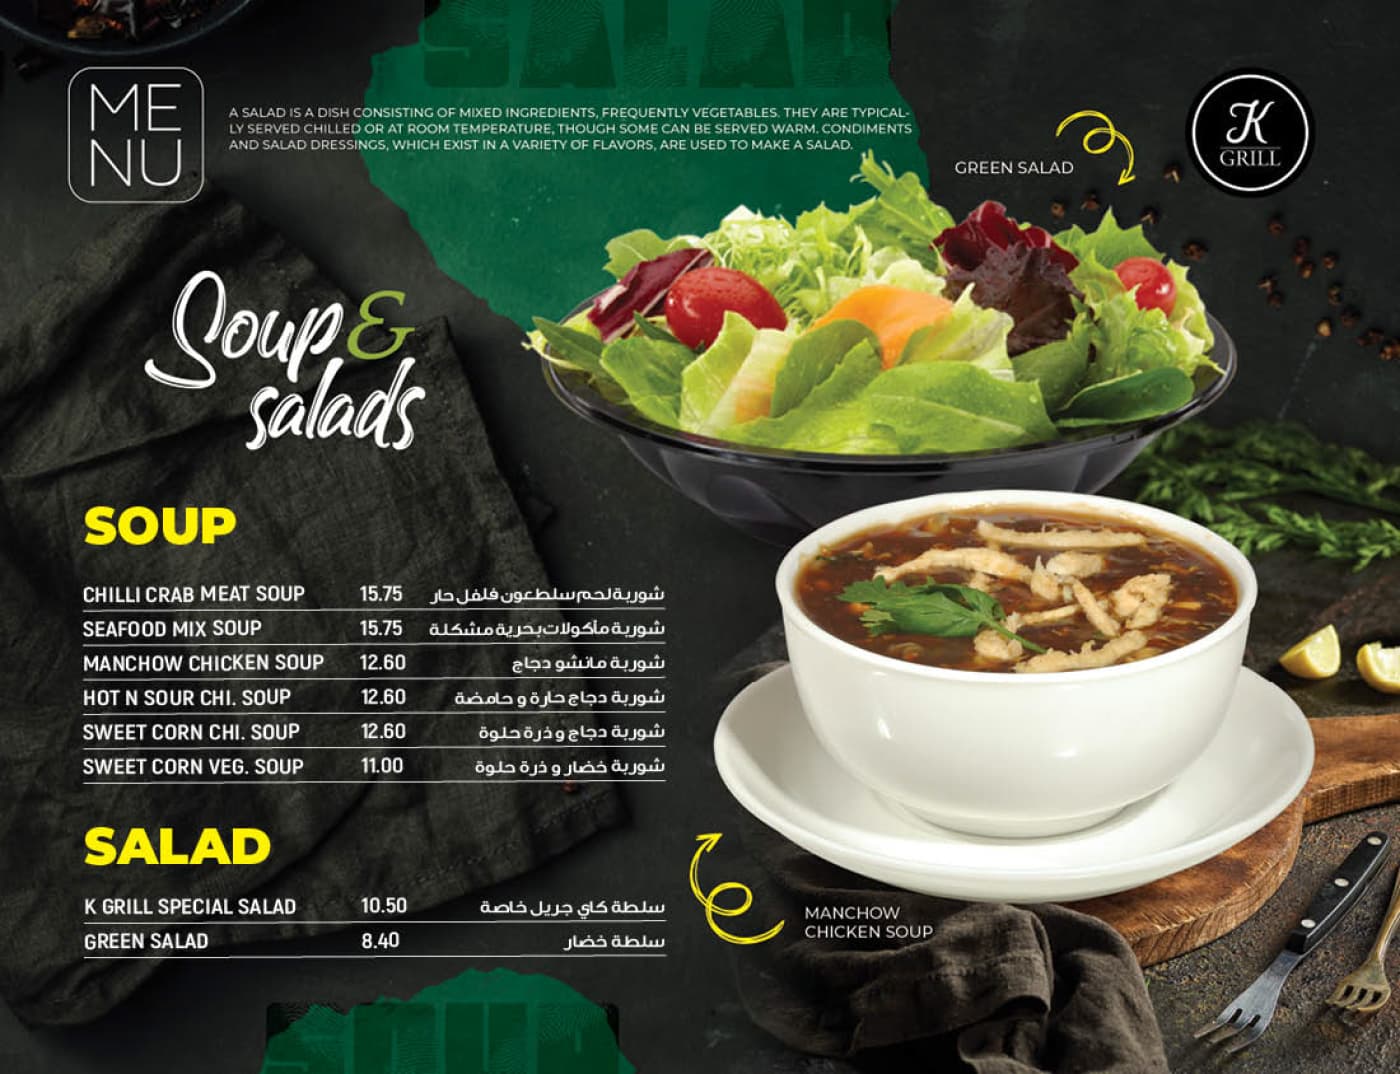 SALAD
ME
NU
A SALAD IS A DISH CONSISTING OF MIXED INGREDIENTS, FREQUENTLY VEGETABLES. THEY ARE TYPICAL-
LY SERVED CHILLED OR AT ROOM TEMPERATURE, THOUGH SOME CAN BE SERVED WARM. CONDIMENTS
AND SALAD DRESSINGS, WHICH EXIST IN A VARIETY OF FLAVORS, ARE USED TO MAKE A SALAD.
GREEN SALAD
K
GRILL
Soup &
salads
SOUP
CHILLI CRAB MEAT SOUP 15.75 شوربة لحم سلطعون فلفل حار
SEAFOOD MIX SOUP 15.75 شوربة مأكولات بحرية مشكلة
MANCHOW CHICKEN SOUP 12.60 شوربة مانشو دجاج
HOT N SOUR CHI. SOUP 12.60 شوربة دجاج حارة و حامضة
SWEET CORN CHI. SOUP 12.60 شوربة دجاج و ذرة حلوة
SWEET CORN VEG. SOUP 11.00 شوربة خضار و ذرة حلوة
SALAD
K GRILL SPECIAL SALAD 10.50 سلطة كاي جريل خاصة
GREEN SALAD 8.40 سلطة خضار
MANCHOW
CHICKEN SOUP
SOUP